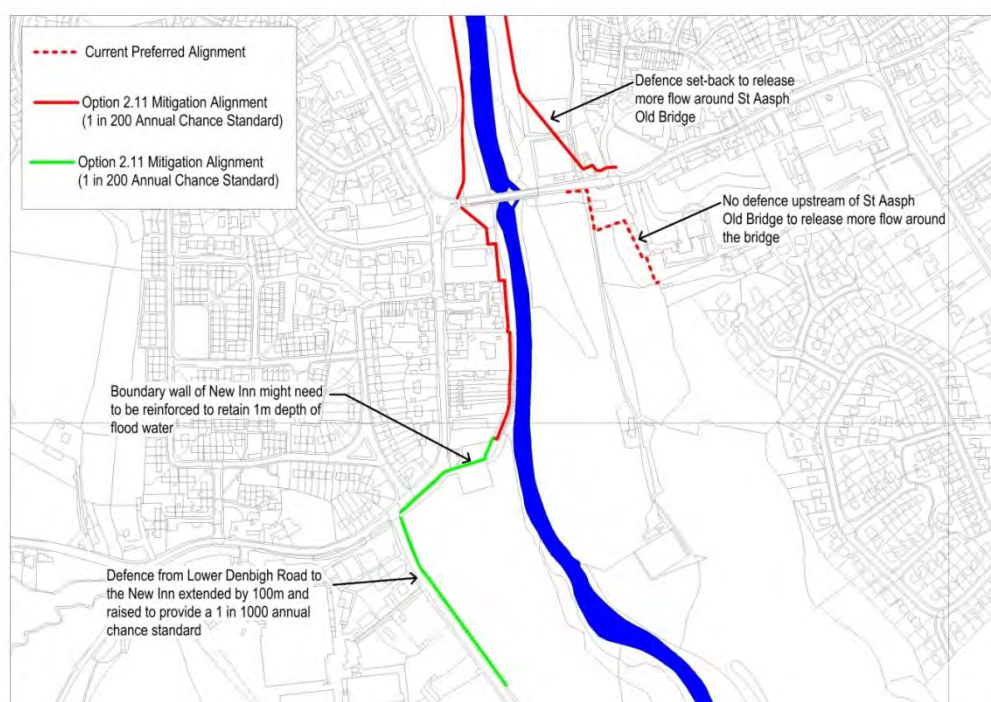 Current Preferred Alignment
Option 2.11 Mitigation Alignment
(1 in 200 Annual Chance Standard)
Option 2.11 Mitigation Alignment
(1 in 200 Annual Chance Standard)
Defence set-back to release
more flow around St Aasph
Old Bridge
No defence upstream of St Aasph
Old Bridge to release more flow around
the bridge
Boundary wall of New Inn might need
to be reinforced to retain 1m depth of
flood water
Defence from Lower Denbigh Road to
the New Inn extended by 100m and
raised to provide a 1 in 1000 annual
chance standard